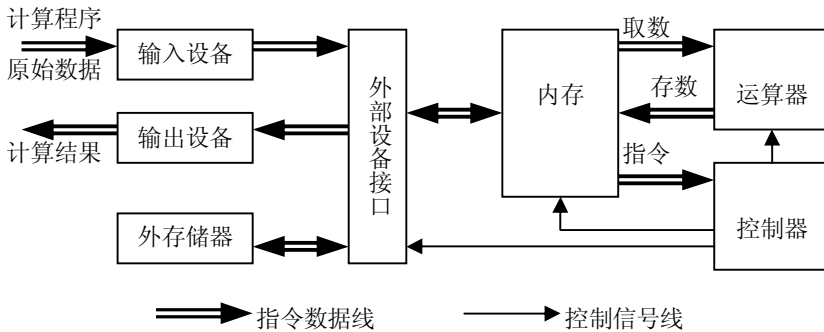 计算程序
原始数据
输入设备
计算结果
输出设备
外存储器
外部设备接口
内存
取数
存数
指令
运算器
控制器
指令数据线
控制信号线